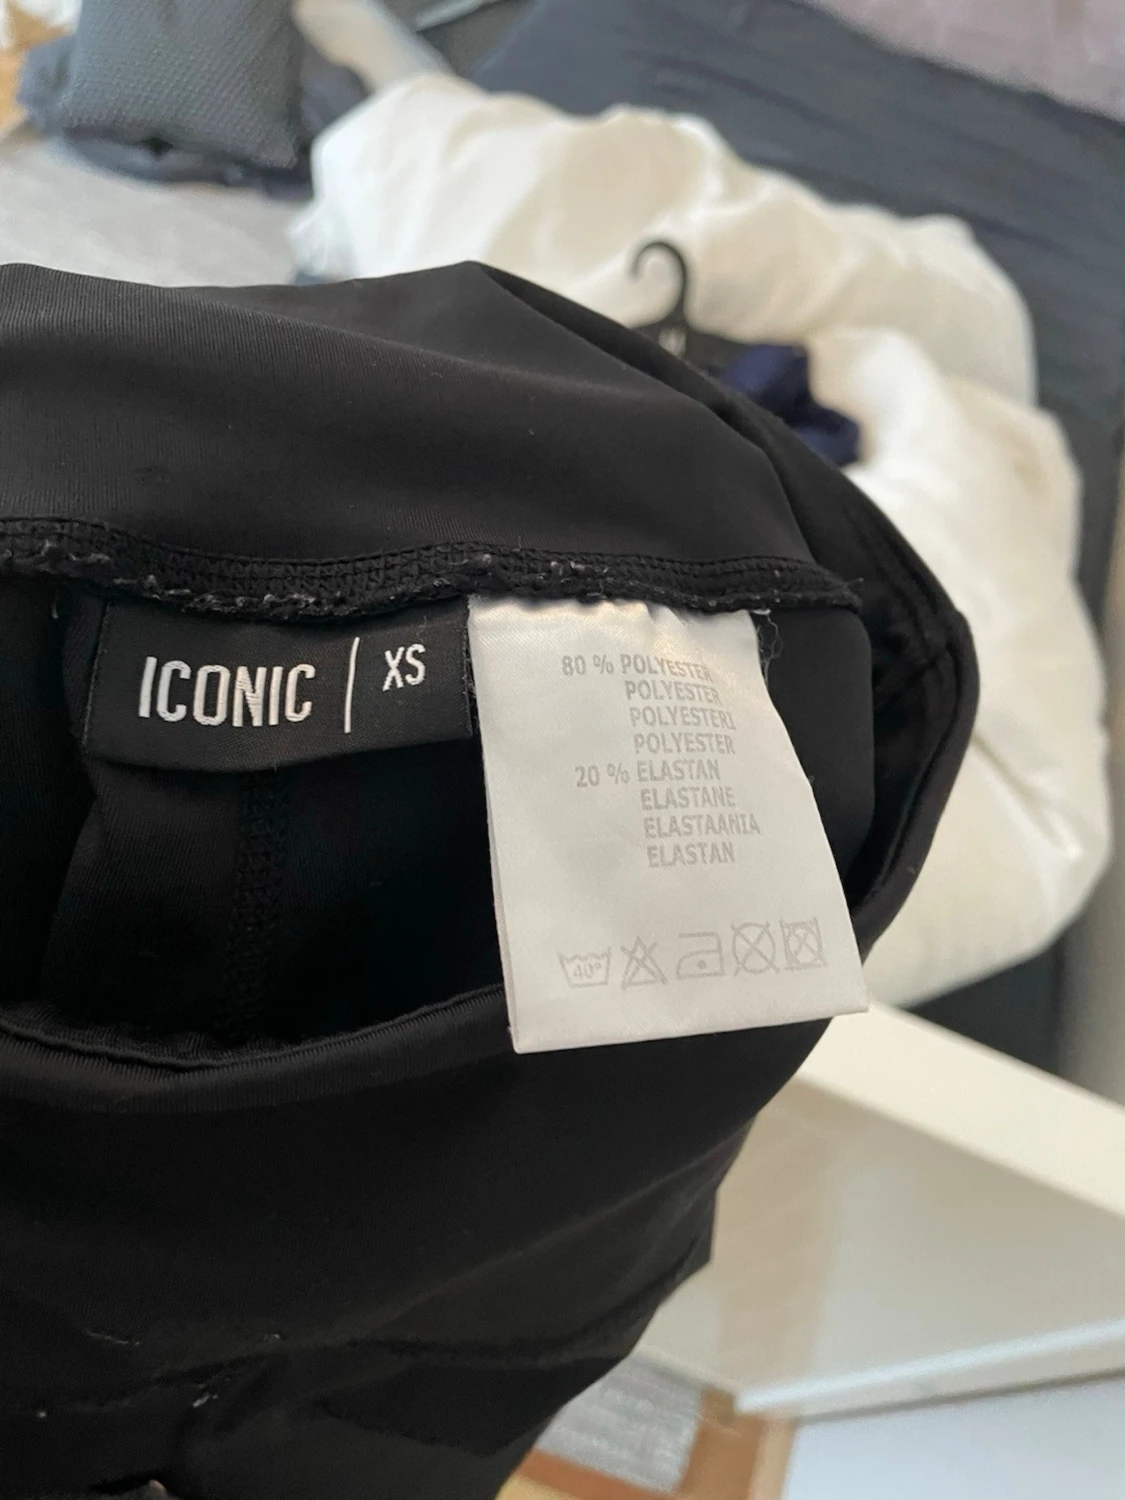 ICONIC | XS
80 % POLYESTER
POLYESTER
POLYESTERI
POLYESTER
20 % ELASTAN
ELASTANE
ELASTAANIA
ELASTAN
40°